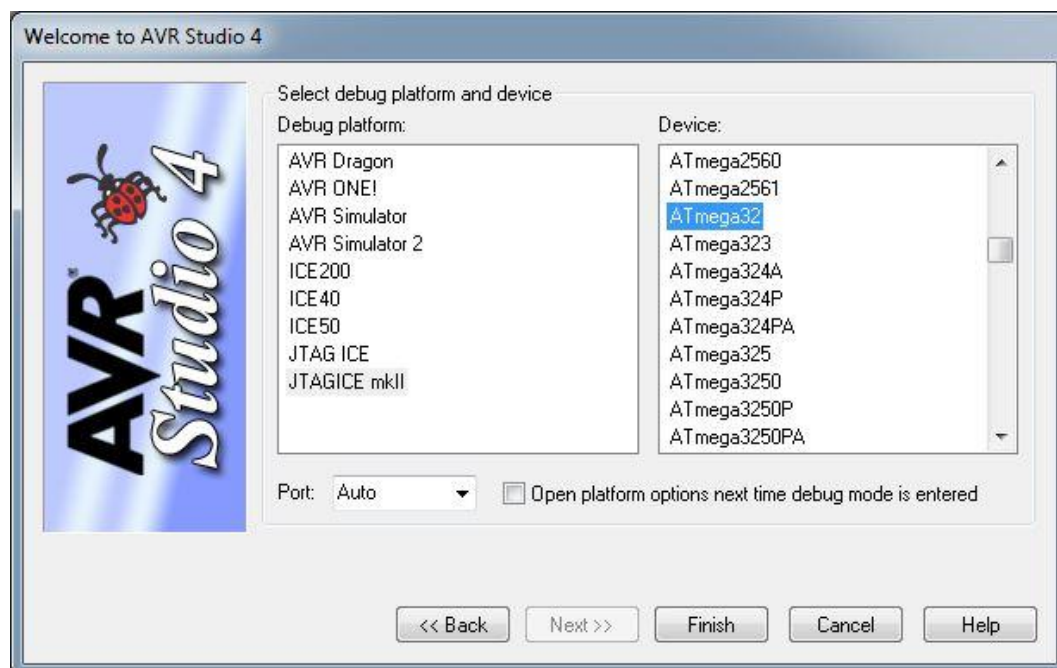 Welcome to AVR Studio 4
AVR® Studio 4
Select debug platform and device
Debug platform:
AVR Dragon
AVR ONE!
AVR Simulator
AVR Simulator 2
ICE200
ICE40
ICE50
JTAG ICE
JTAGICE mkII
Device:
ATmega2560
ATmega2561
ATmega32
ATmega323
ATmega324A
ATmega324P
ATmega324PA
ATmega325
ATmega3250
ATmega3250P
ATmega3250PA
Port: Auto Open platform options next time debug mode is entered
<< Back Next >> Finish Cancel Help